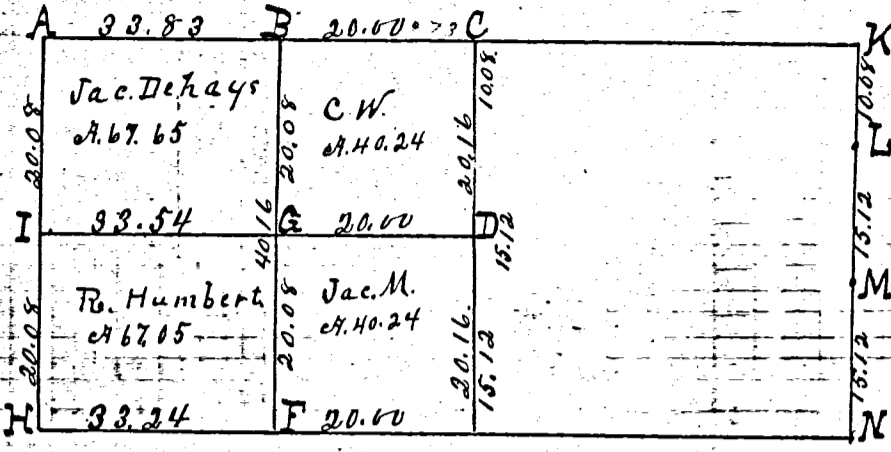 A 33.83 B 20.00 C K
Jac. Dehays
A. 67.65
C. W.
A. 40.24
20.08
20.08
20.16
10.08
10.08
L
I 33.54 G 20.00 D
40.16
15.12
15.12
M
R. Humbert
A 67.05
Jac. M.
A. 40.24
20.08
20.08
20.16.
15.12
15.12
H 33.24 F 20.00 N